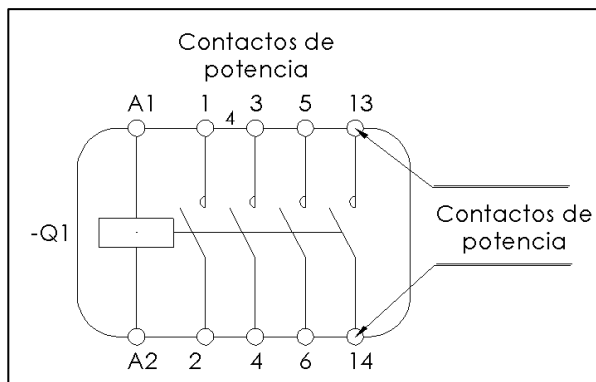 Contactos de
potencia
A1 1 3 5 13
4
-Q1
Contactos de
potencia
A2 2 4 6 14